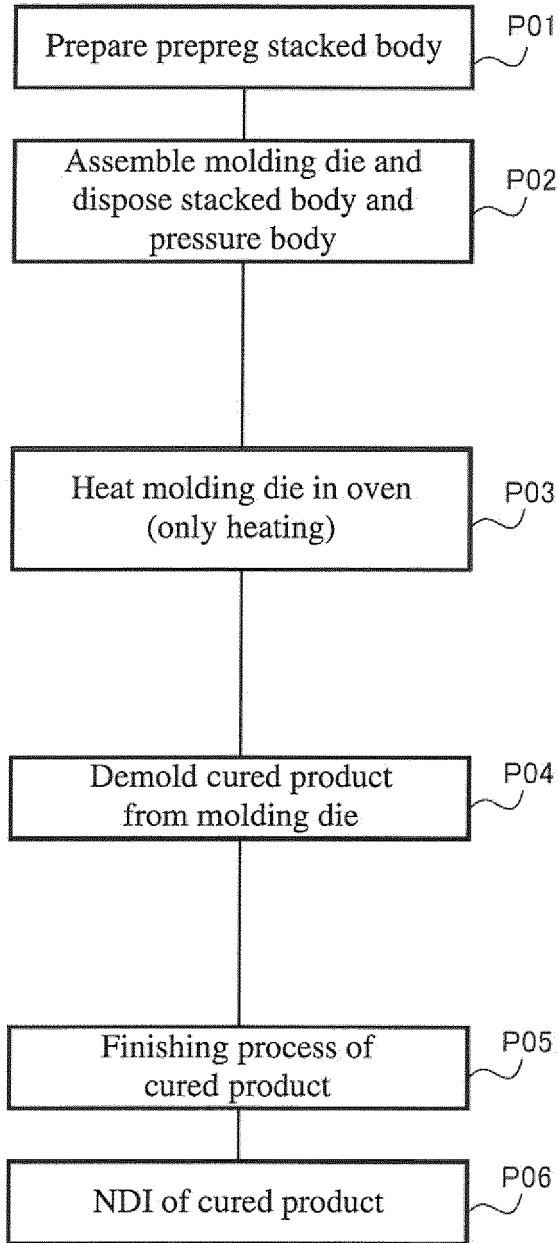 Prepare prepreg stacked body
P01
Assemble molding die and
dispose stacked body and
pressure body
P02
Heat molding die in oven
(only heating)
P03
Demold cured product
from molding die
P04
Finishing process of
cured product
P05
NDI of cured product
P06